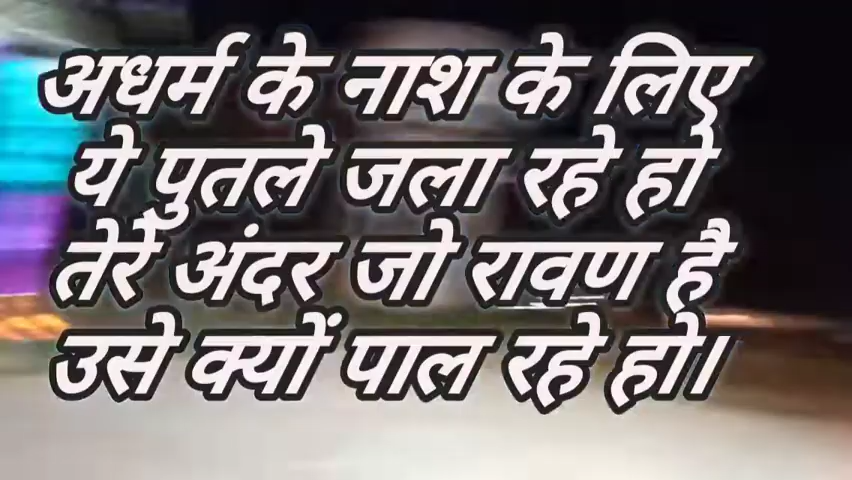 अधर्म के नाश के लिए
ये पुतले जला रहे हो
तेरे अंदर जो रावण है
उसे क्यों पाल रहे हो।